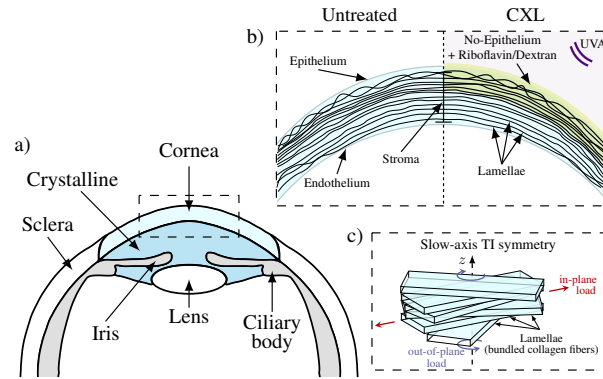 Untreated
CXL
b)
No-Epithelium
+ Riboflavin/Dextran
UVA
Epithelium
Stroma
Endothelium
Lamellae
a)
Cornea
Crystalline
Sclera
Iris
Lens
Ciliary
body
c)
Slow-axis TI symmetry
z
in-plane
load
out-of-plane
load
Lamellae
(bundled collagen fibers)